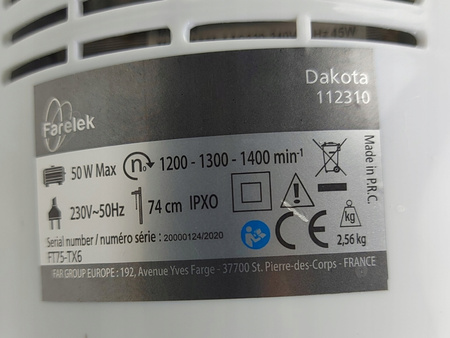 45W
Dakota
112310
Farelek
50 W Max
n
1200 - 1300 - 1400 min-1
230V~50Hz
74 cm IPXO
Made in P.R.C.
kg
2,56 kg
CE
Serial number / numéro série : 20000124/2020
FT75-TX6
FAR GROUP EUROPE : 192, Avenue Yves Farge - 37700 St. Pierre-des-Corps - FRANCE